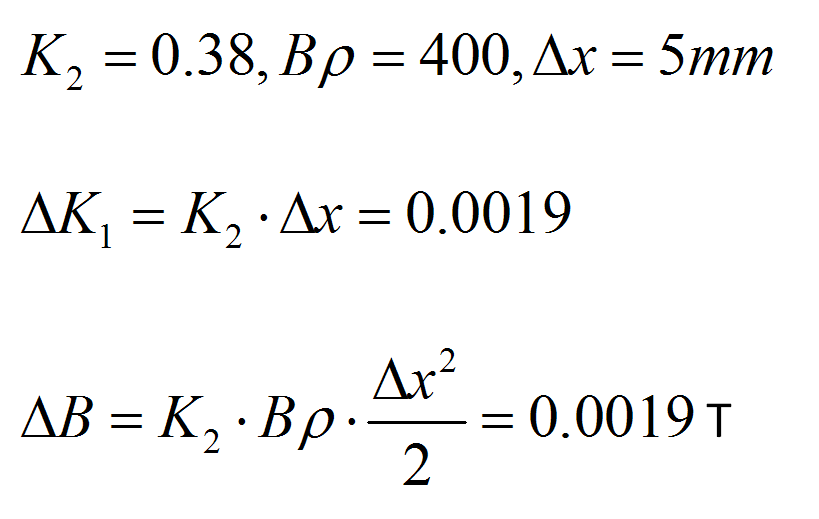 K₂ = 0.38, Bρ = 400, Δx = 5mm
ΔK₁ = K₂ · Δx = 0.0019
ΔB = K₂ · Bρ · Δx²/2 = 0.0019 T